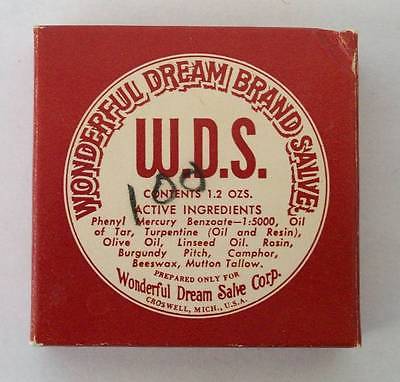 WONDERFUL DREAM BRAND SALVE
W.D.S.
100
CONTENTS 1.2 OZS.
ACTIVE INGREDIENTS
Phenyl Mercury Benzoate—1:5000, Oil
of Tar, Turpentine (Oil and Resin),
Olive Oil, Linseed Oil, Rosin,
Burgundy Pitch, Camphor,
Beeswax, Mutton Tallow.
PREPARED ONLY FOR
Wonderful Dream Salve Corp.
CROSWELL, MICH., U.S.A.